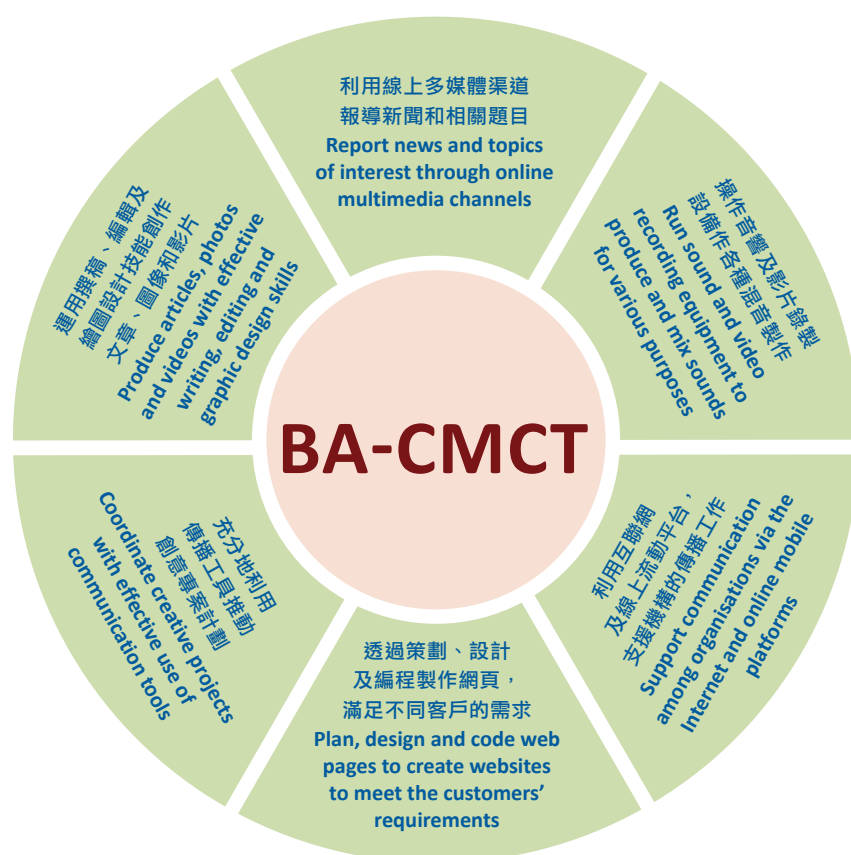 利用線上多媒體渠道
報導新聞和相關題目
Report news and topics
of interest through online
multimedia channels
操作音響及影片錄製
設備作各種混音製作
Run sound and video
recording equipment to
produce and mix sounds
for various purposes
利用互聯網
及線上流動平台，
支援機構的傳播工作
Support communication
among organisations via the
Internet and online mobile
platforms
透過策劃、設計
及編程製作網頁，
滿足不同客戶的需求
Plan, design and code web
pages to create websites
to meet the customers’
requirements
充分地利用
傳播工具推動
創意專案計劃
Coordinate creative projects
with effective use of
communication tools
運用撰稿、編輯及
繪圖設計技能創作
文章、圖像和影片
Produce articles, photos
and videos with effective
writing, editing and
graphic design skills
BA-CMCT